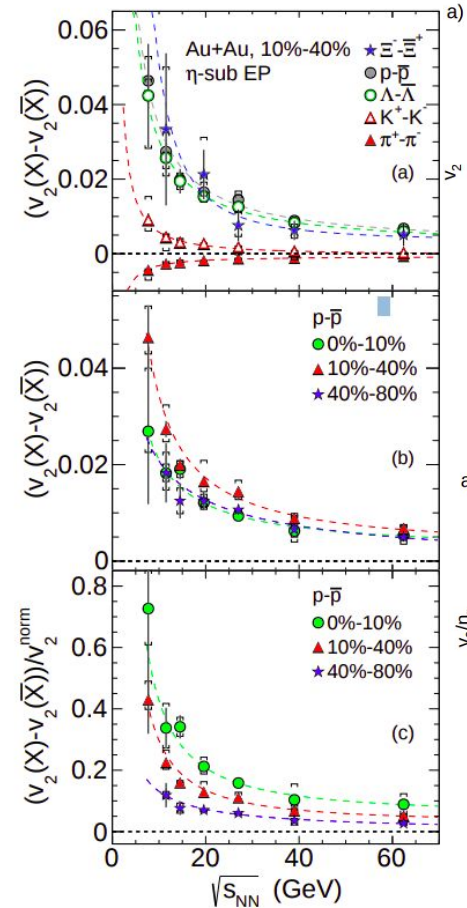 a)
Au+Au, 10%-40%
η-sub EP
Ξ⁻-Ξ̅⁺
p-p̅
Λ-Λ̅
K⁺-K⁻
π⁺-π⁻
(a)
0.06
0.04
0.02
0
(v₂(X)-v₂(X̅))
v₂
p-p̅
0%-10%
10%-40%
40%-80%
(b)
0.04
0.02
0
(v₂(X)-v₂(X̅))
p-p̅
0%-10%
10%-40%
40%-80%
(c)
0.8
0.6
0.4
0.2
0
(v₂(X)-v₂(X̅))/v₂ⁿᵒʳᵐ
0 20 40 60
√s_NN (GeV)